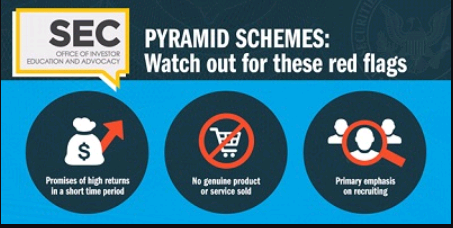 SEC
OFFICE OF INVESTOR
EDUCATION AND ADVOCACY
PYRAMID SCHEMES:
Watch out for these red flags
$
Promises of high returns
in a short time period
No genuine product
or service sold
Primary emphasis
on recruiting